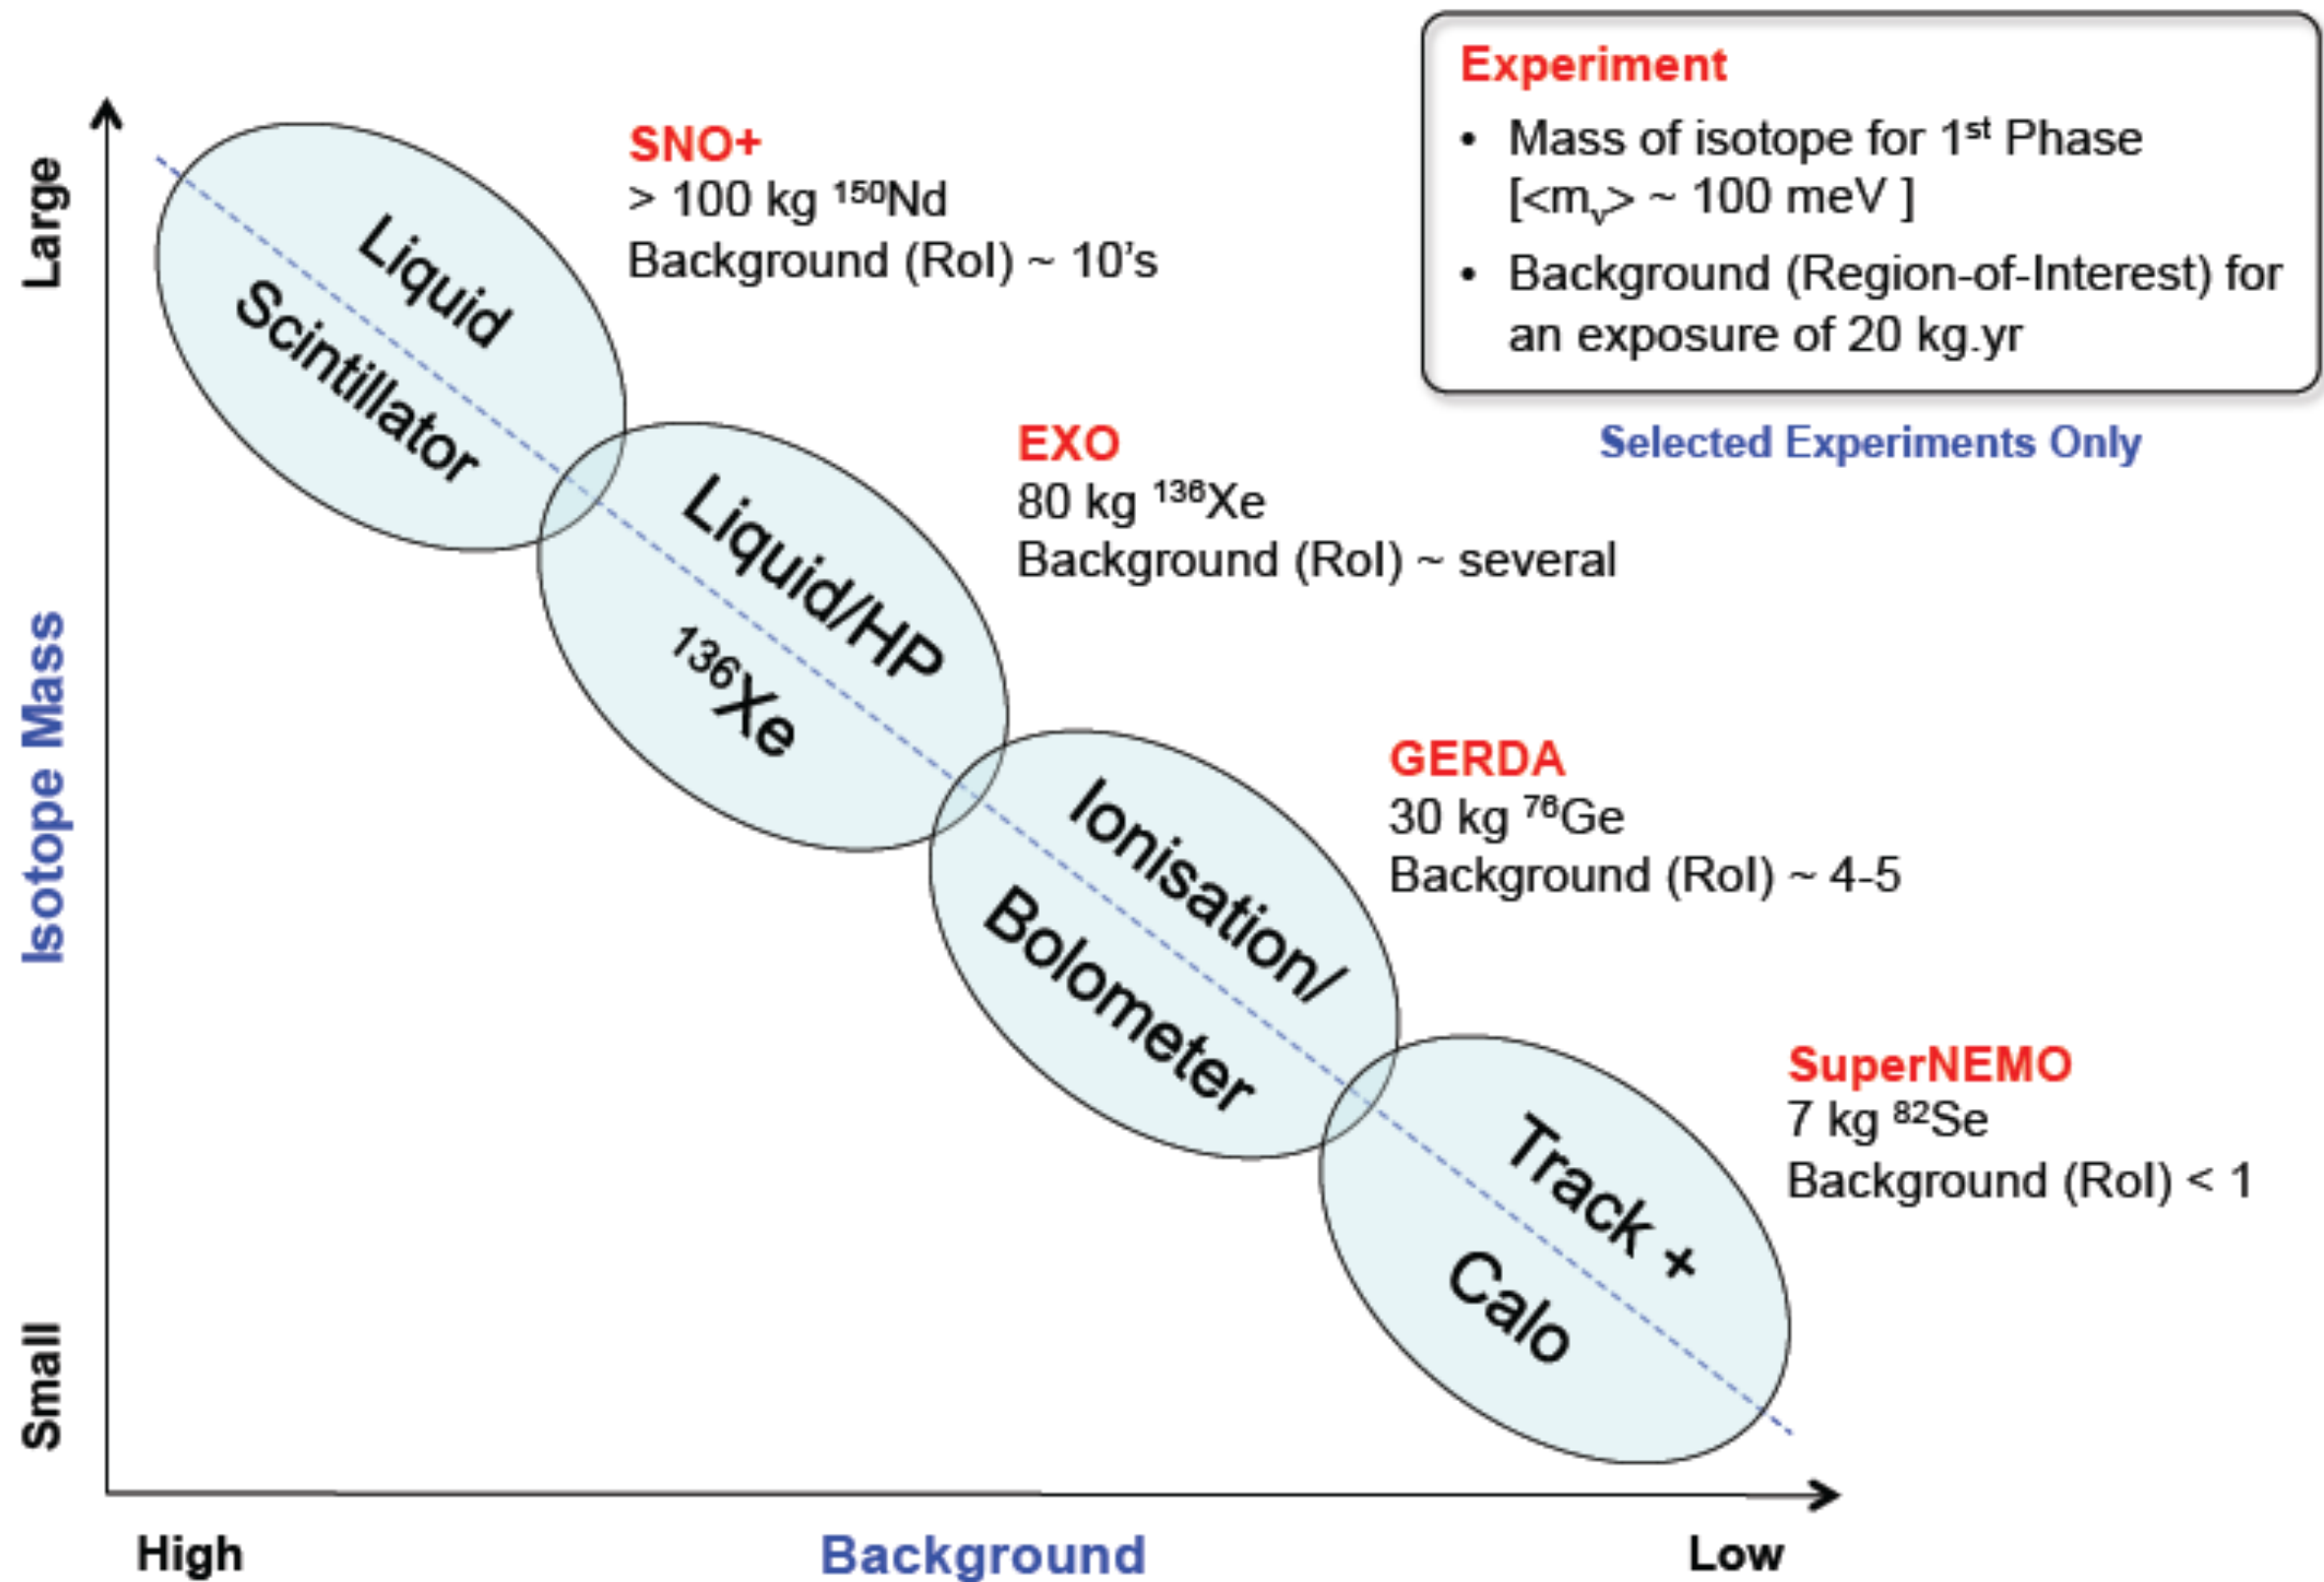 Experiment
• Mass of isotope for 1st Phase
[<mν> ~ 100 meV ]
• Background (Region-of-Interest) for
an exposure of 20 kg.yr
Selected Experiments Only
SNO+
> 100 kg ¹⁵⁰Nd
Background (RoI) ~ 10’s
Liquid
Scintillator
EXO
80 kg ¹³⁶Xe
Background (RoI) ~ several
Liquid/HP
¹³⁶Xe
GERDA
30 kg ⁷⁶Ge
Background (RoI) ~ 4-5
Ionisation/
Bolometer
SuperNEMO
7 kg ⁸²Se
Background (RoI) < 1
Track +
Calo
Large
Isotope Mass
Small
High
Background
Low